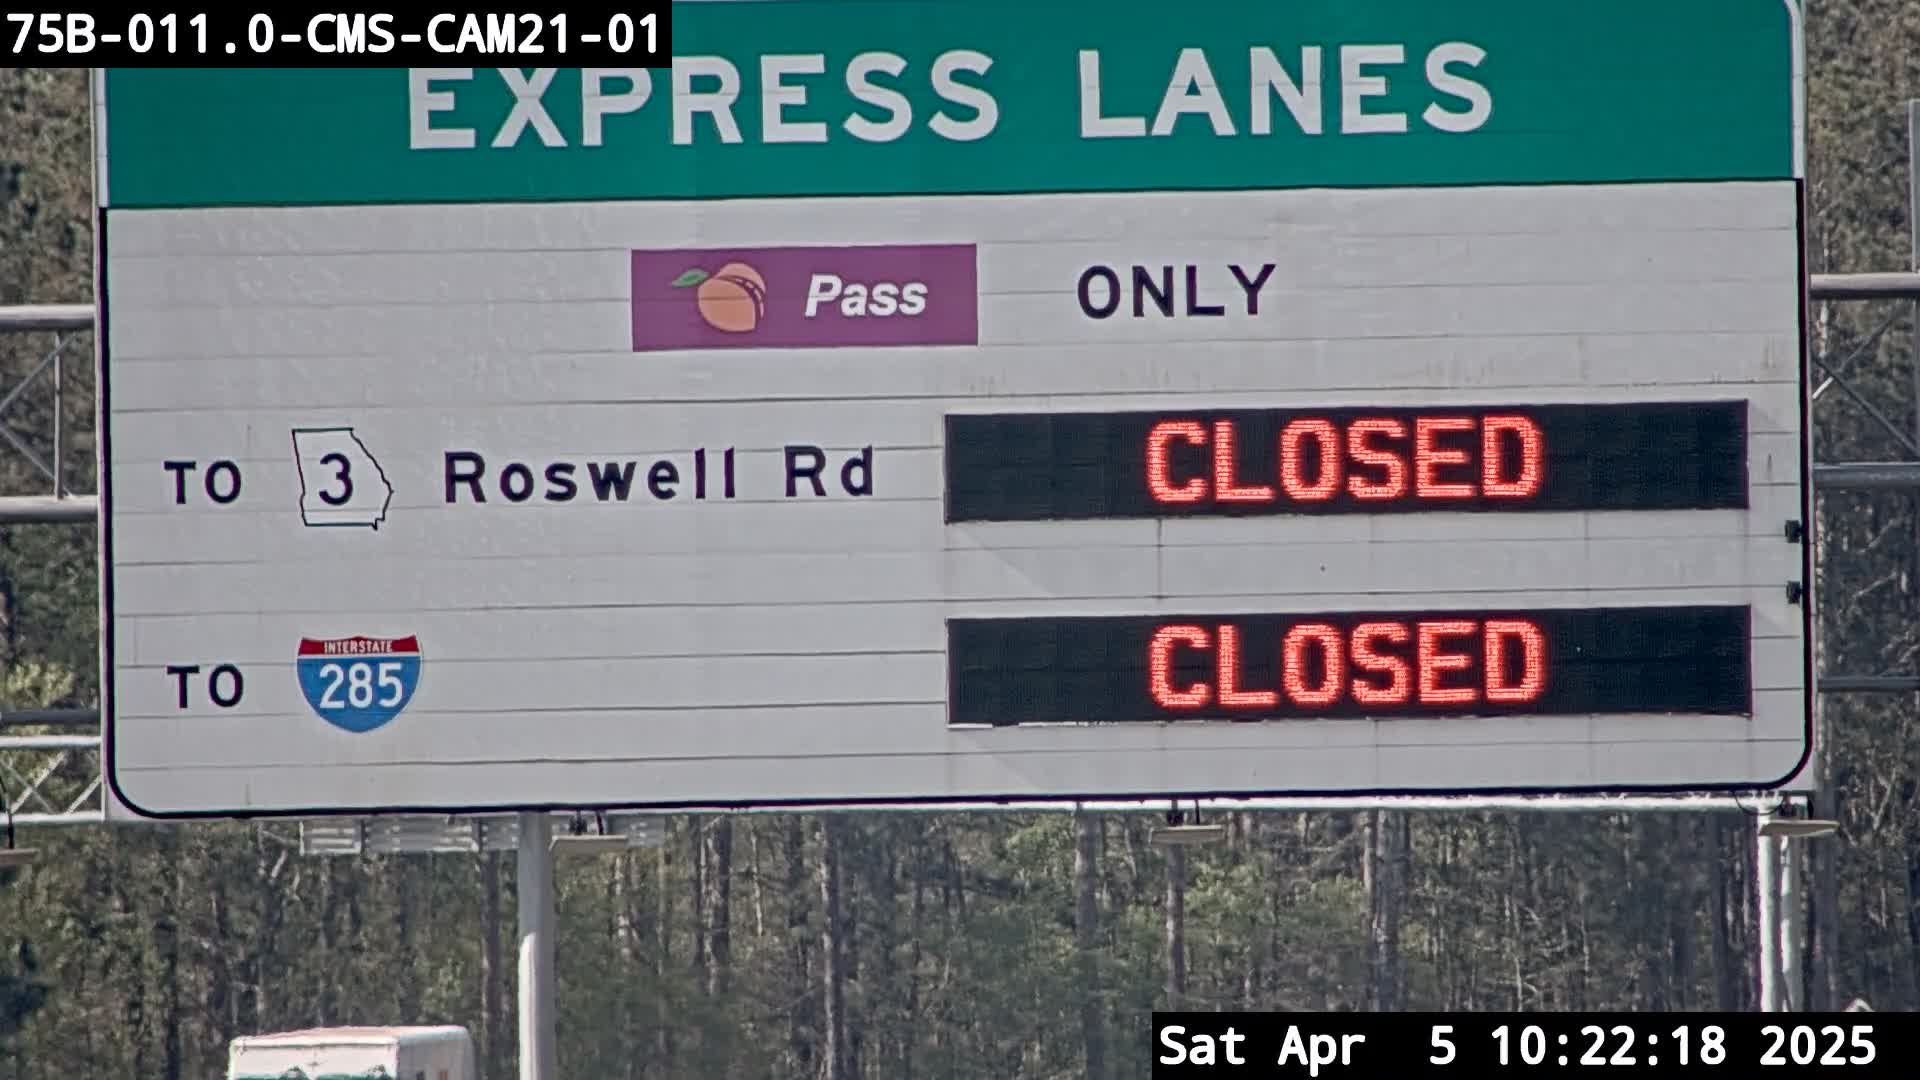 75B-011.0-CMS-CAM21-01
EXPRESS LANES
Pass ONLY
TO 3 Roswell Rd CLOSED
TO INTERSTATE 285 CLOSED
Sat Apr 5 10:22:18 2025